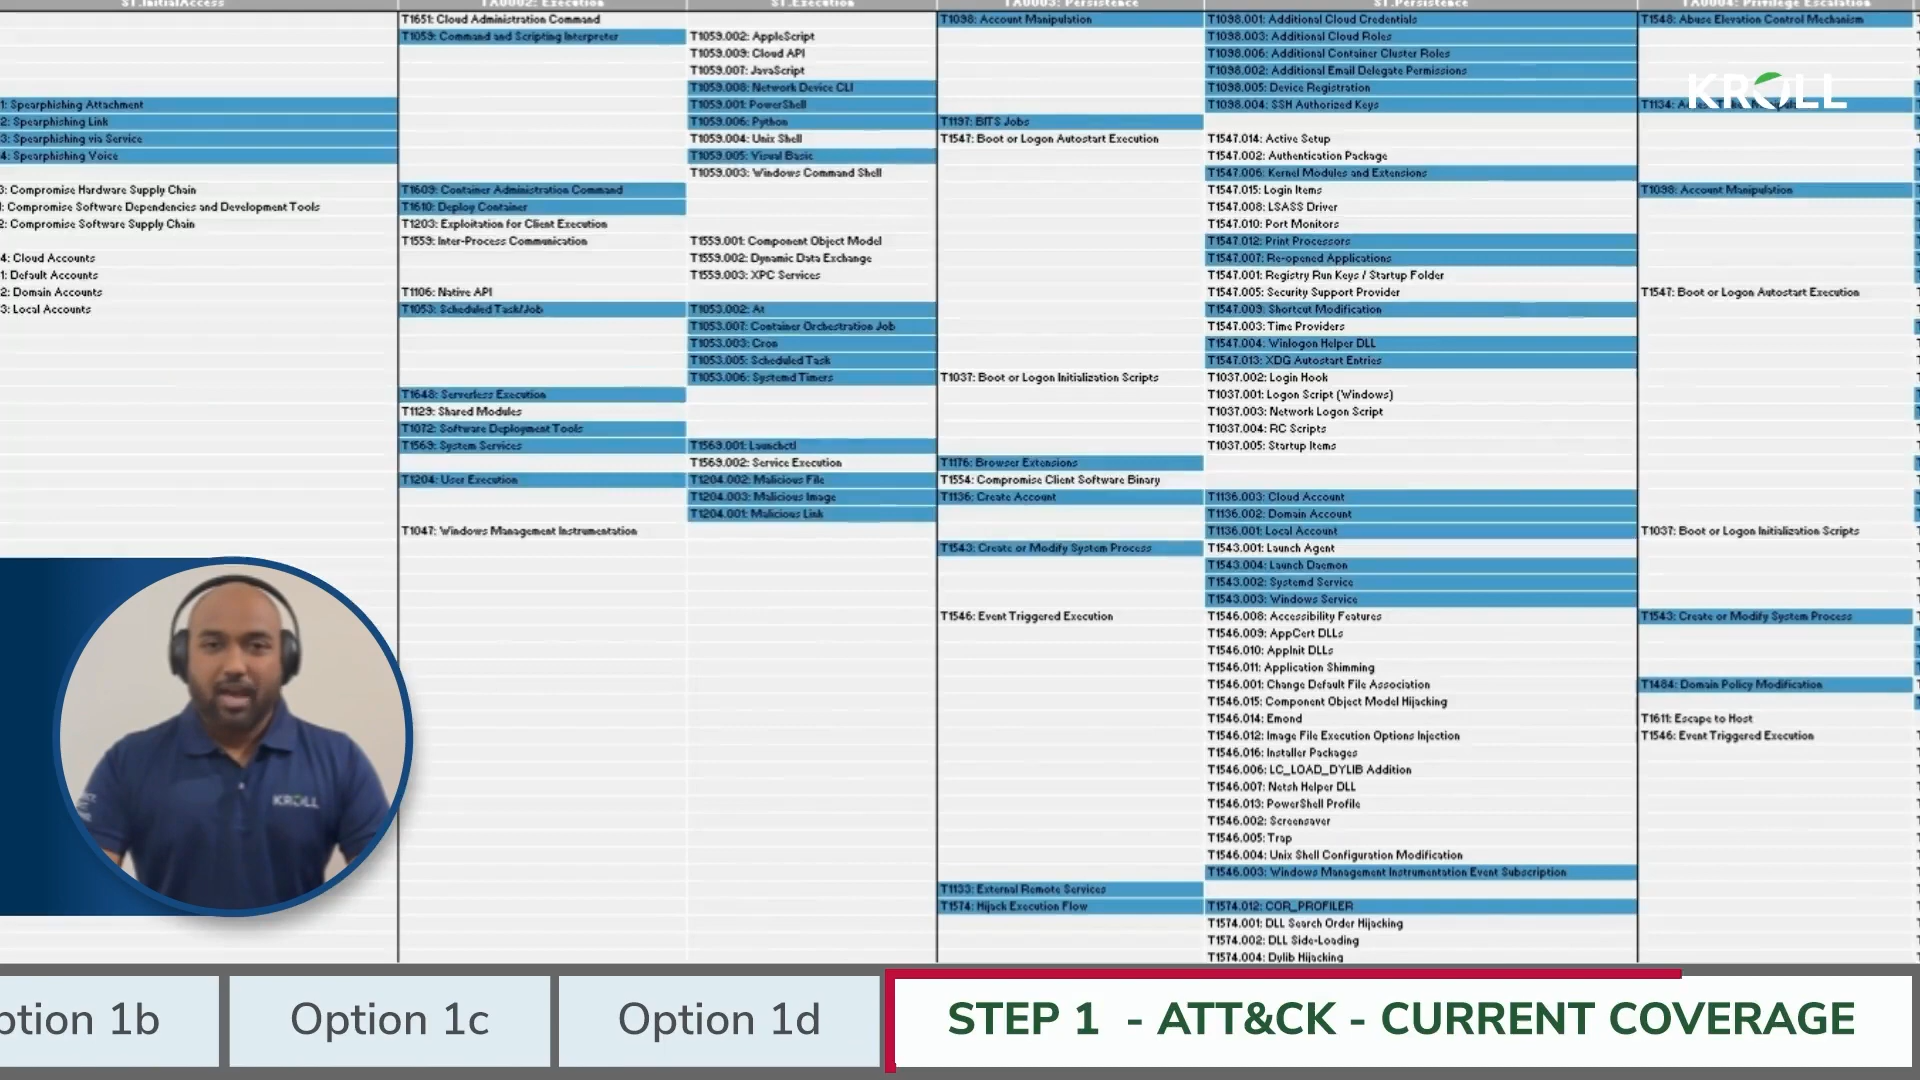 ST.InitialAccess
TA0002: Execution
ST.Execution
TA0003: Persistence
ST.Persistence
TA0004: Privilege Escalation
1: Spearphishing Attachment
2: Spearphishing Link
3: Spearphishing via Service
4: Spearphishing Voice
3: Compromise Hardware Supply Chain
1: Compromise Software Dependencies and Development Tools
2: Compromise Software Supply Chain
4: Cloud Accounts
1: Default Accounts
2: Domain Accounts
3: Local Accounts
T1651: Cloud Administration Command
T1059: Command and Scripting Interpreter
T1609: Container Administration Command
T1610: Deploy Container
T1203: Exploitation for Client Execution
T1559: Inter-Process Communication
T1106: Native API
T1053: Scheduled Task/Job
T1648: Serverless Execution
T1129: Shared Modules
T1072: Software Deployment Tools
T1569: System Services
T1204: User Execution
T1047: Windows Management Instrumentation
T1059.002: AppleScript
T1059.009: Cloud API
T1059.007: JavaScript
T1059.008: Network Device CLI
T1059.001: PowerShell
T1059.006: Python
T1059.004: Unix Shell
T1059.005: Visual Basic
T1059.003: Windows Command Shell
T1559.001: Component Object Model
T1559.002: Dynamic Data Exchange
T1559.003: XPC Services
T1053.002: At
T1053.007: Container Orchestration Job
T1053.003: Cron
T1053.005: Scheduled Task
T1053.006: Systemd Timers
T1569.001: Launchctl
T1569.002: Service Execution
T1204.002: Malicious File
T1204.003: Malicious Image
T1204.001: Malicious Link
T1098: Account Manipulation
T1197: BITS Jobs
T1547: Boot or Logon Autostart Execution
T1037: Boot or Logon Initialization Scripts
T1176: Browser Extensions
T1554: Compromise Client Software Binary
T1136: Create Account
T1543: Create or Modify System Process
T1546: Event Triggered Execution
T1133: External Remote Services
T1574: Hijack Execution Flow
T1098.001: Additional Cloud Credentials
T1098.003: Additional Cloud Roles
T1098.006: Additional Container Cluster Roles
T1098.002: Additional Email Delegate Permissions
T1098.005: Device Registration
T1098.004: SSH Authorized Keys
T1547.014: Active Setup
T1547.002: Authentication Package
T1547.006: Kernel Modules and Extensions
T1547.015: Login Items
T1547.008: LSASS Driver
T1547.010: Port Monitors
T1547.012: Print Processors
T1547.007: Re-opened Applications
T1547.001: Registry Run Keys / Startup Folder
T1547.005: Security Support Provider
T1547.009: Shortcut Modification
T1547.003: Time Providers
T1547.004: Winlogon Helper DLL
T1547.013: XDG Autostart Entries
T1037.002: Login Hook
T1037.001: Logon Script (Windows)
T1037.003: Network Logon Script
T1037.004: RC Scripts
T1037.005: Startup Items
T1136.003: Cloud Account
T1136.002: Domain Account
T1136.001: Local Account
T1543.001: Launch Agent
T1543.004: Launch Daemon
T1543.002: Systemd Service
T1543.003: Windows Service
T1546.008: Accessibility Features
T1546.009: AppCert DLLs
T1546.010: AppInit DLLs
T1546.011: Application Shimming
T1546.001: Change Default File Association
T1546.015: Component Object Model Hijacking
T1546.014: Emond
T1546.012: Image File Execution Options Injection
T1546.016: Installer Packages
T1546.006: LC_LOAD_DYLIB Addition
T1546.007: Netsh Helper DLL
T1546.013: PowerShell Profile
T1546.002: Screensaver
T1546.005: Trap
T1546.004: Unix Shell Configuration Modification
T1546.003: Windows Management Instrumentation Event Subscription
T1574.012: COR_PROFILER
T1574.001: DLL Search Order Hijacking
T1574.002: DLL Side-Loading
T1574.004: Dylib Hijacking
T1548: Abuse Elevation Control Mechanism
T1134:
T1098: Account Manipulation
T1547: Boot or Logon Autostart Execution
T1037: Boot or Logon Initialization Scripts
T1543: Create or Modify System Process
T1484: Domain Policy Modification
T1611: Escape to Host
T1546: Event Triggered Execution
KROLL
KROLL
ption 1b
Option 1c
Option 1d
STEP 1 - ATT&CK - CURRENT COVERAGE